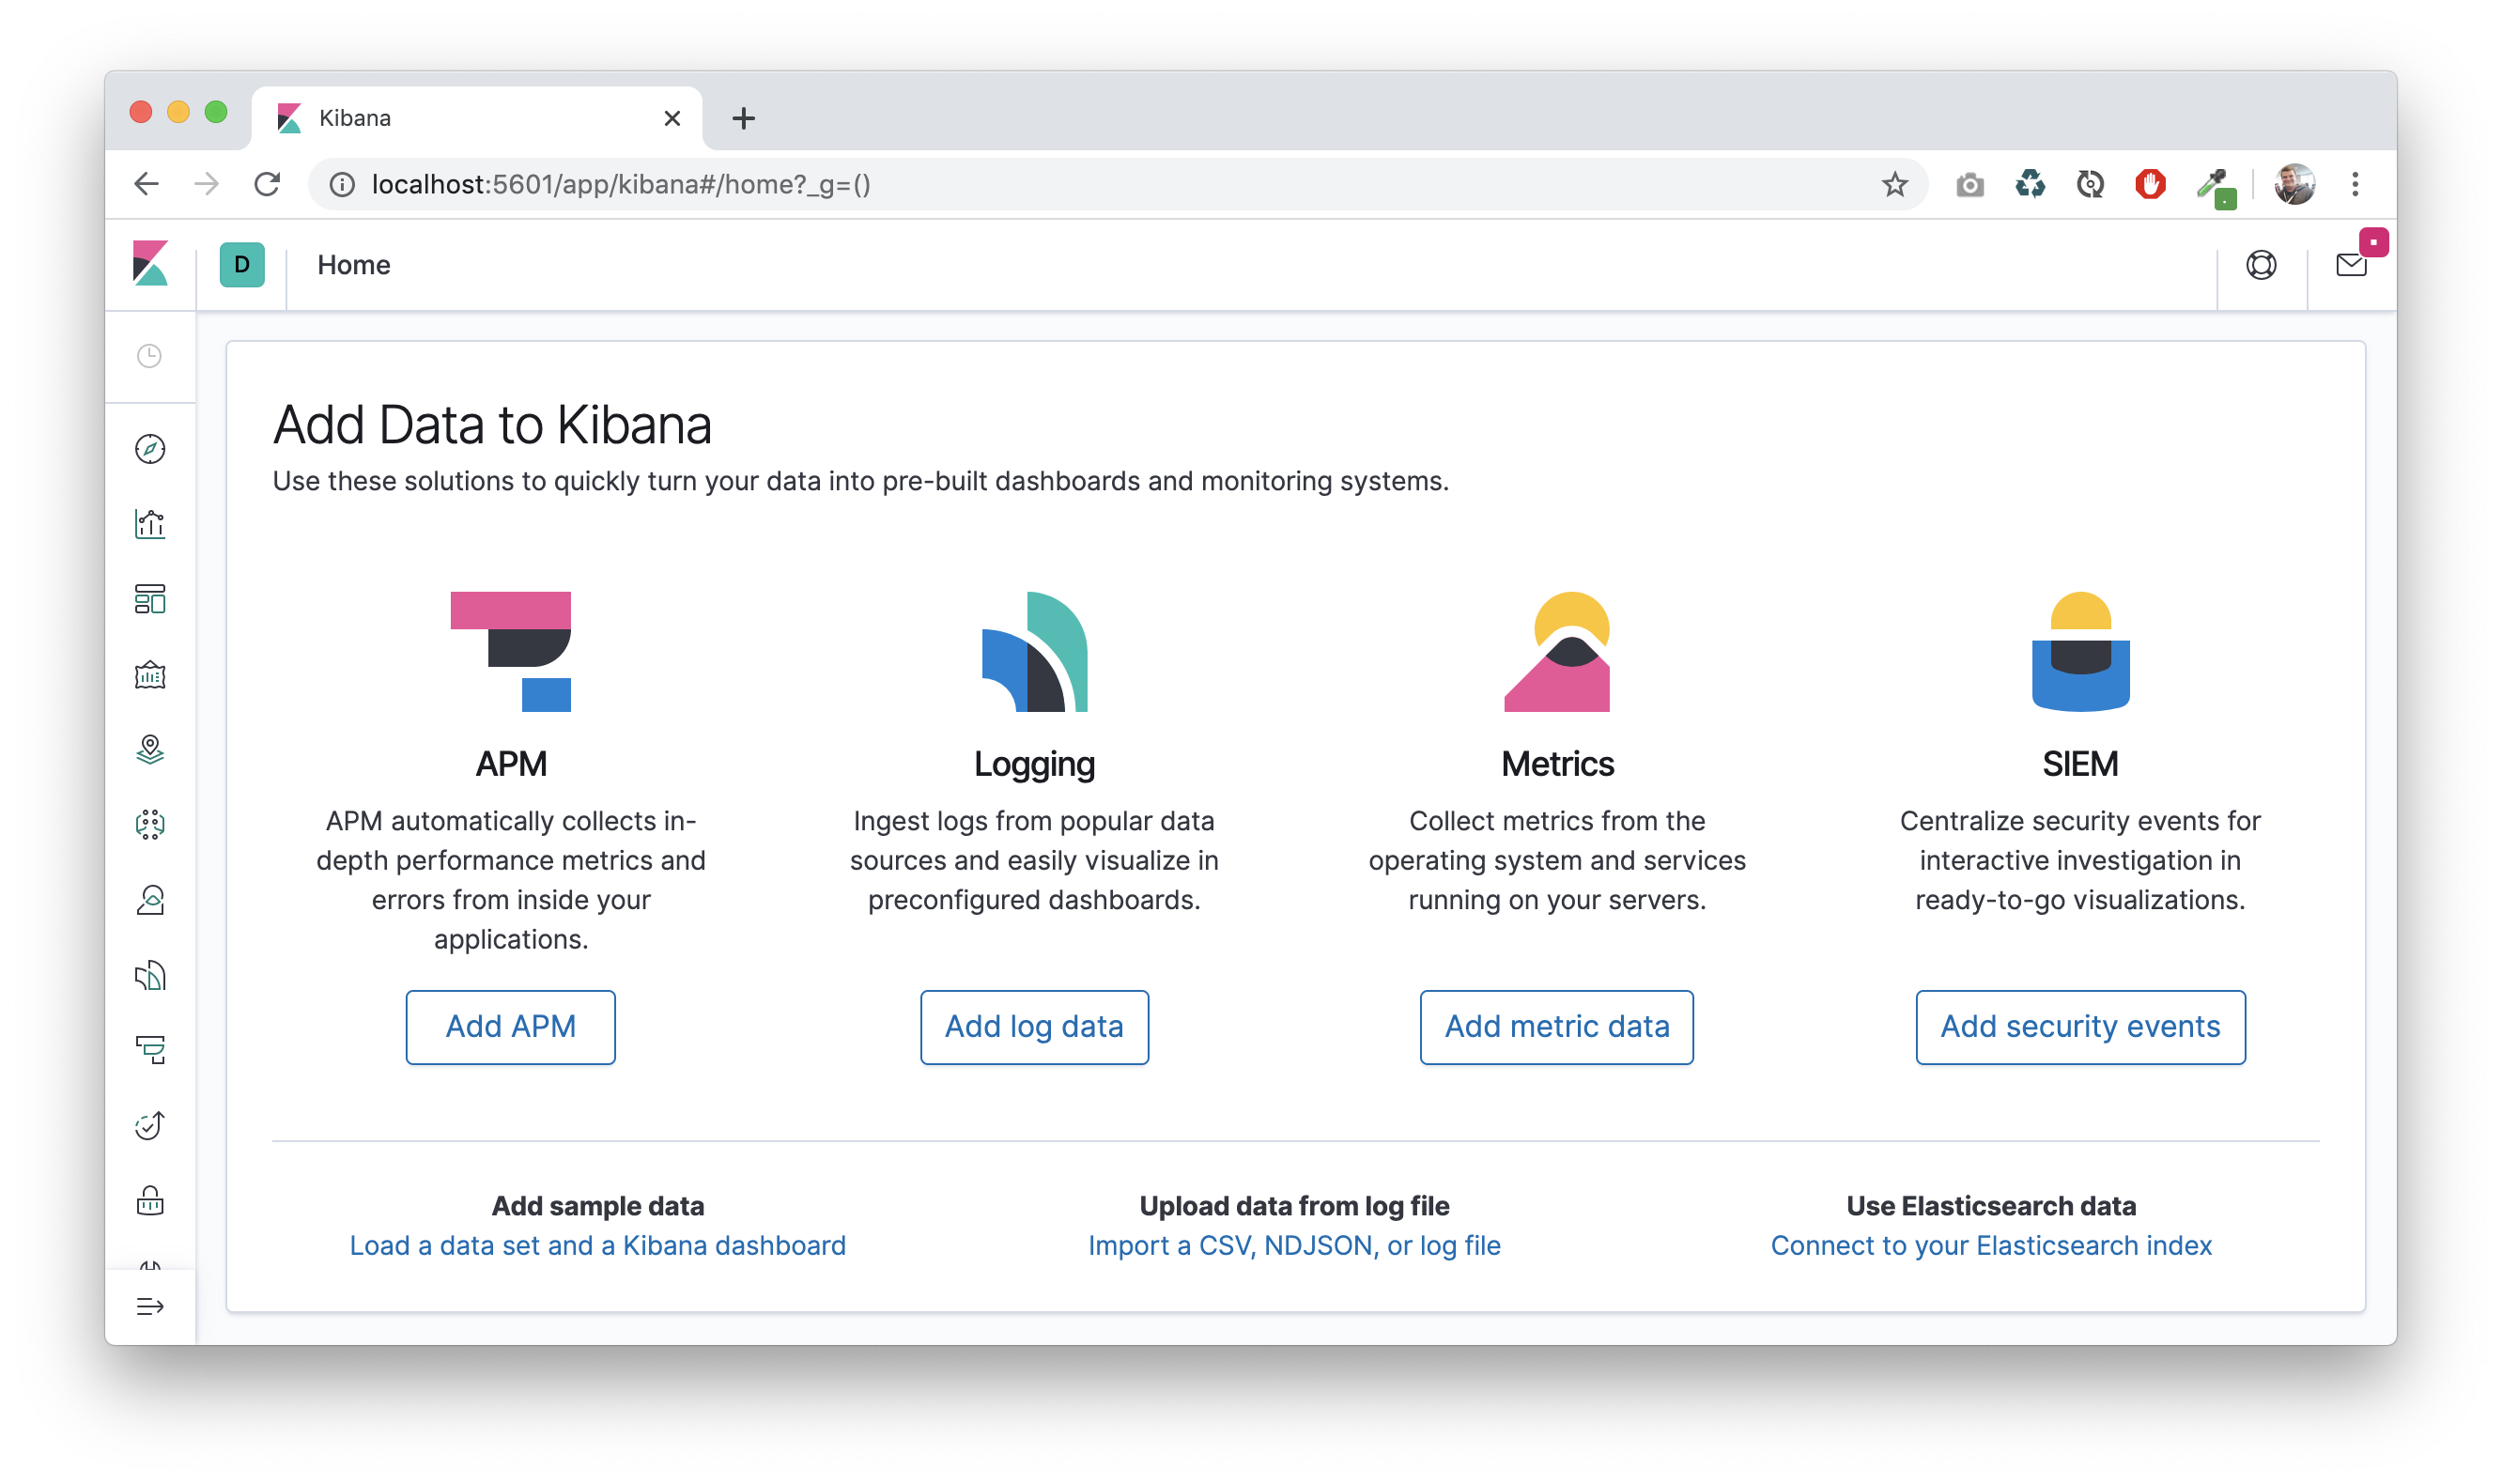 Kibana
localhost:5601/app/kibana#/home?_g=()
D
Home
Add Data to Kibana
Use these solutions to quickly turn your data into pre-built dashboards and monitoring systems.
APM
APM automatically collects in-
depth performance metrics and
errors from inside your
applications.
Add APM
Logging
Ingest logs from popular data
sources and easily visualize in
preconfigured dashboards.
Add log data
Metrics
Collect metrics from the
operating system and services
running on your servers.
Add metric data
SIEM
Centralize security events for
interactive investigation in
ready-to-go visualizations.
Add security events
Add sample data
Load a data set and a Kibana dashboard
Upload data from log file
Import a CSV, NDJSON, or log file
Use Elasticsearch data
Connect to your Elasticsearch index